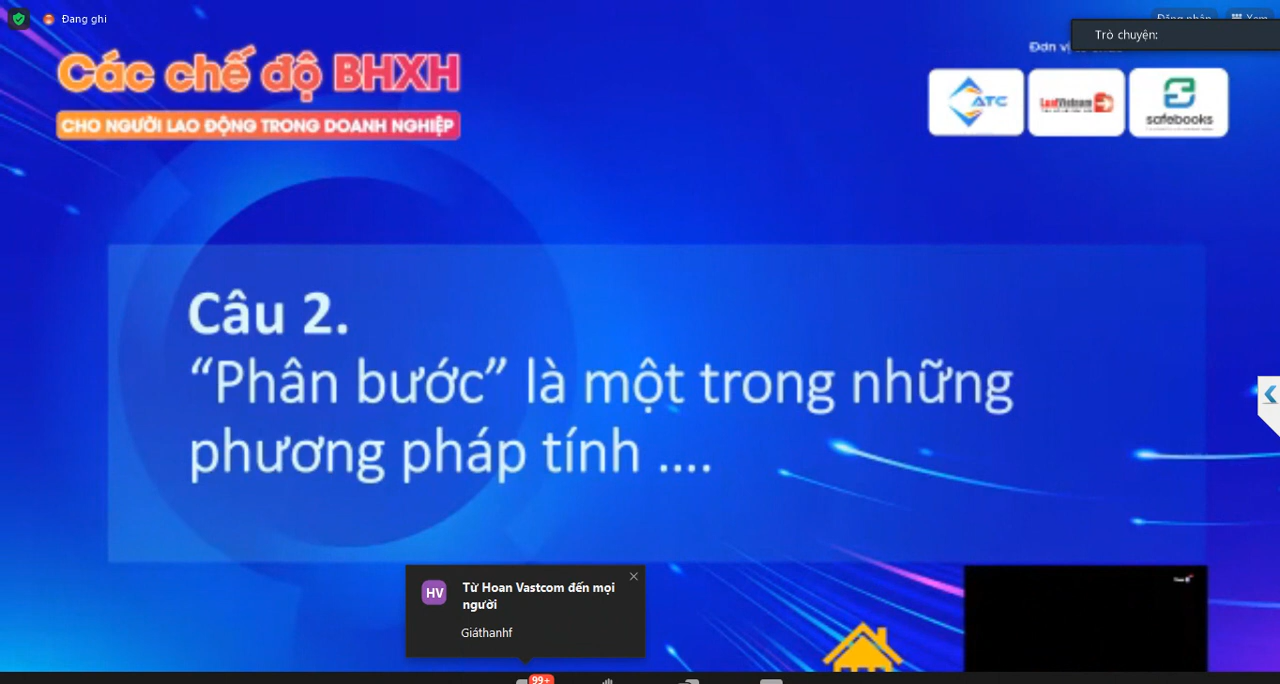 Đang ghi
Trò chuyện:
Các chế độ BHXH
CHO NGƯỜI LAO ĐỘNG TRONG DOANH NGHIỆP
ATC
LuatVietnam
safebooks
Câu 2.
“Phân bước” là một trong những
phương pháp tính ....
HV
Từ Hoan Vastcom đến mọi
người
Giáthanhf
99+